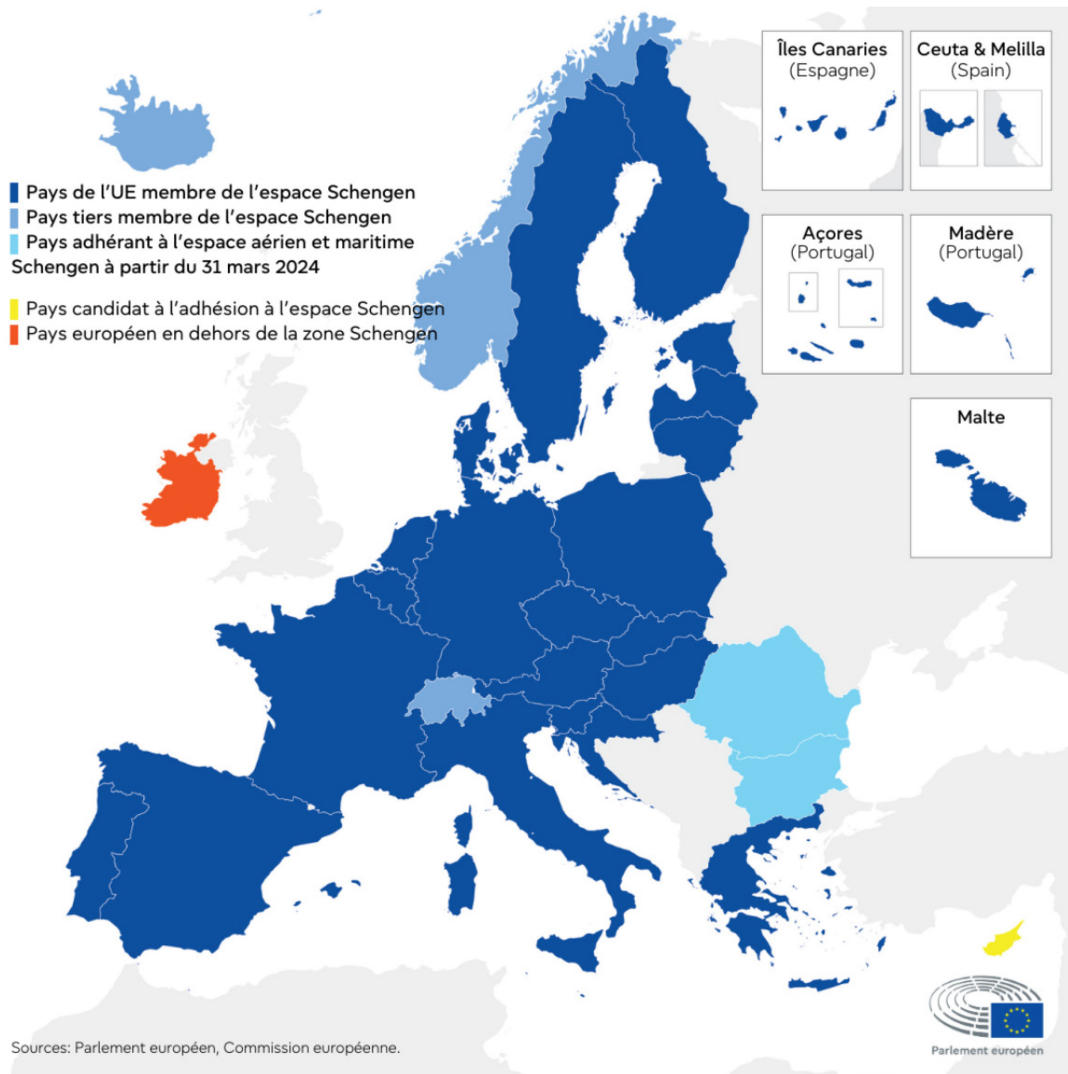 Pays de l'UE membre de l'espace Schengen
Pays tiers membre de l'espace Schengen
Pays adhérant à l'espace aérien et maritime
Schengen à partir du 31 mars 2024
Pays candidat à l'adhésion à l'espace Schengen
Pays européen en dehors de la zone Schengen
Îles Canaries
(Espagne)
Ceuta & Melilla
(Spain)
Açores
(Portugal)
Madère
(Portugal)
Malte
Sources: Parlement européen, Commission européenne.
Parlement européen